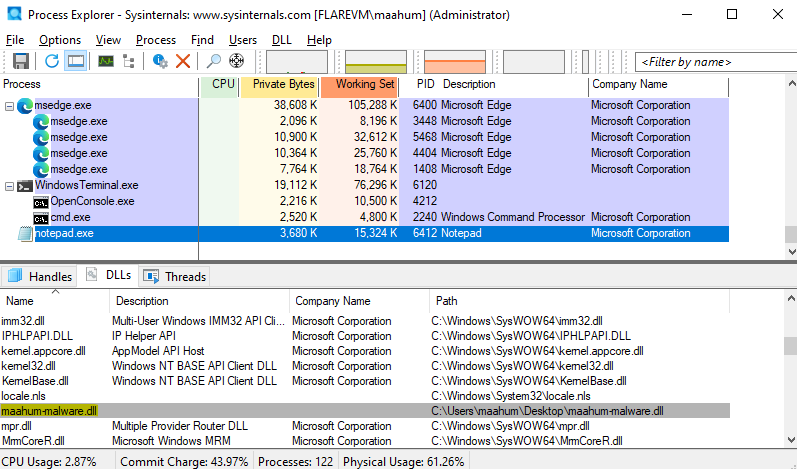 Process Explorer - Sysinternals: www.sysinternals.com [FLAREVM\maahum] (Administrator)
File Options View Process Find Users DLL Help
<Filter by name>
Process CPU Private Bytes Working Set PID Description Company Name
msedge.exe 38,608 K 105,288 K 6400 Microsoft Edge Microsoft Corporation
msedge.exe 2,096 K 8,196 K 3448 Microsoft Edge Microsoft Corporation
msedge.exe 10,900 K 32,612 K 5468 Microsoft Edge Microsoft Corporation
msedge.exe 10,364 K 25,760 K 4404 Microsoft Edge Microsoft Corporation
msedge.exe 7,764 K 18,764 K 1408 Microsoft Edge Microsoft Corporation
WindowsTerminal.exe 19,112 K 76,296 K 6120
OpenConsole.exe 2,216 K 10,500 K 4212
cmd.exe 2,520 K 4,800 K 2240 Windows Command Processor Microsoft Corporation
notepad.exe 3,680 K 15,324 K 6412 Notepad Microsoft Corporation
Handles DLLs Threads
Name Description Company Name Path
imm32.dll Multi-User Windows IMM32 API Cli... Microsoft Corporation C:\Windows\SysWOW64\imm32.dll
IPHLPAPI.DLL IP Helper API Microsoft Corporation C:\Windows\SysWOW64\IPHLPAPI.DLL
kernel.appcore.dll AppModel API Host Microsoft Corporation C:\Windows\SysWOW64\kernel.appcore.dll
kernel32.dll Windows NT BASE API Client DLL Microsoft Corporation C:\Windows\SysWOW64\kernel32.dll
KernelBase.dll Windows NT BASE API Client DLL Microsoft Corporation C:\Windows\SysWOW64\KernelBase.dll
locale.nls C:\Windows\System32\locale.nls
maahum-malware.dll C:\Users\maahum\Desktop\maahum-malware.dll
mpr.dll Multiple Provider Router DLL Microsoft Corporation C:\Windows\SysWOW64\mpr.dll
MrmCoreR.dll Microsoft Windows MRM Microsoft Corporation C:\Windows\SysWOW64\MrmCoreR.dll
CPU Usage: 2.87% Commit Charge: 43.97% Processes: 122 Physical Usage: 61.26%